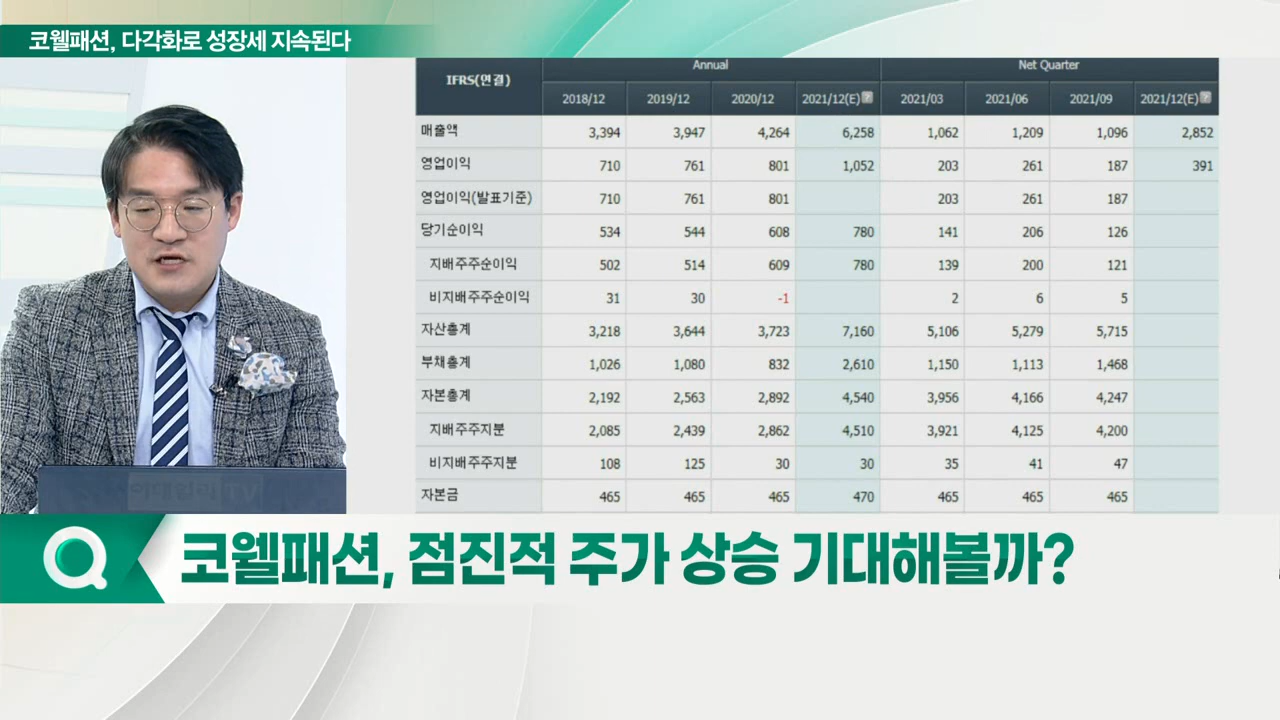 코웰패션, 다각화로 성장세 지속된다
IFRS(연결) Annual Net Quarter
2018/12 2019/12 2020/12 2021/12(E) 2021/03 2021/06 2021/09 2021/12(E)
매출액 3,394 3,947 4,264 6,258 1,062 1,209 1,096 2,852
영업이익 710 761 801 1,052 203 261 187 391
영업이익(발표기준) 710 761 801 203 261 187
당기순이익 534 544 608 780 141 206 126
지배주주순이익 502 514 609 780 139 200 121
비지배주주순이익 31 30 -1 2 6 5
자산총계 3,218 3,644 3,723 7,160 5,106 5,279 5,715
부채총계 1,026 1,080 832 2,610 1,150 1,113 1,468
자본총계 2,192 2,563 2,892 4,540 3,956 4,166 4,247
지배주주지분 2,085 2,439 2,862 4,510 3,921 4,125 4,200
비지배주주지분 108 125 30 30 35 41 47
자본금 465 465 465 470 465 465 465
이데일리 TV
코웰패션, 점진적 주가 상승 기대해볼까?